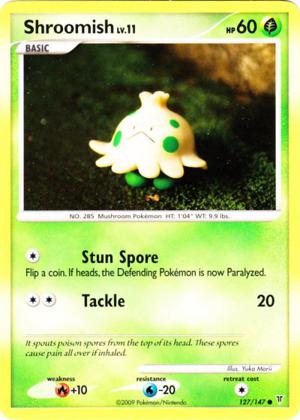 Shroomish LV.11
HP 60
BASIC
NO. 285 Mushroom Pokémon HT: 1'04" WT: 9.9 lbs.
Stun Spore
Flip a coin. If heads, the Defending Pokémon is now Paralyzed.
Tackle 20
It spouts poison spores from the top of its head. These spores
cause pain all over if inhaled.
Illus. Yuka Morii
weakness resistance retreat cost
+10 -20
©2009 Pokémon/Nintendo 127/147